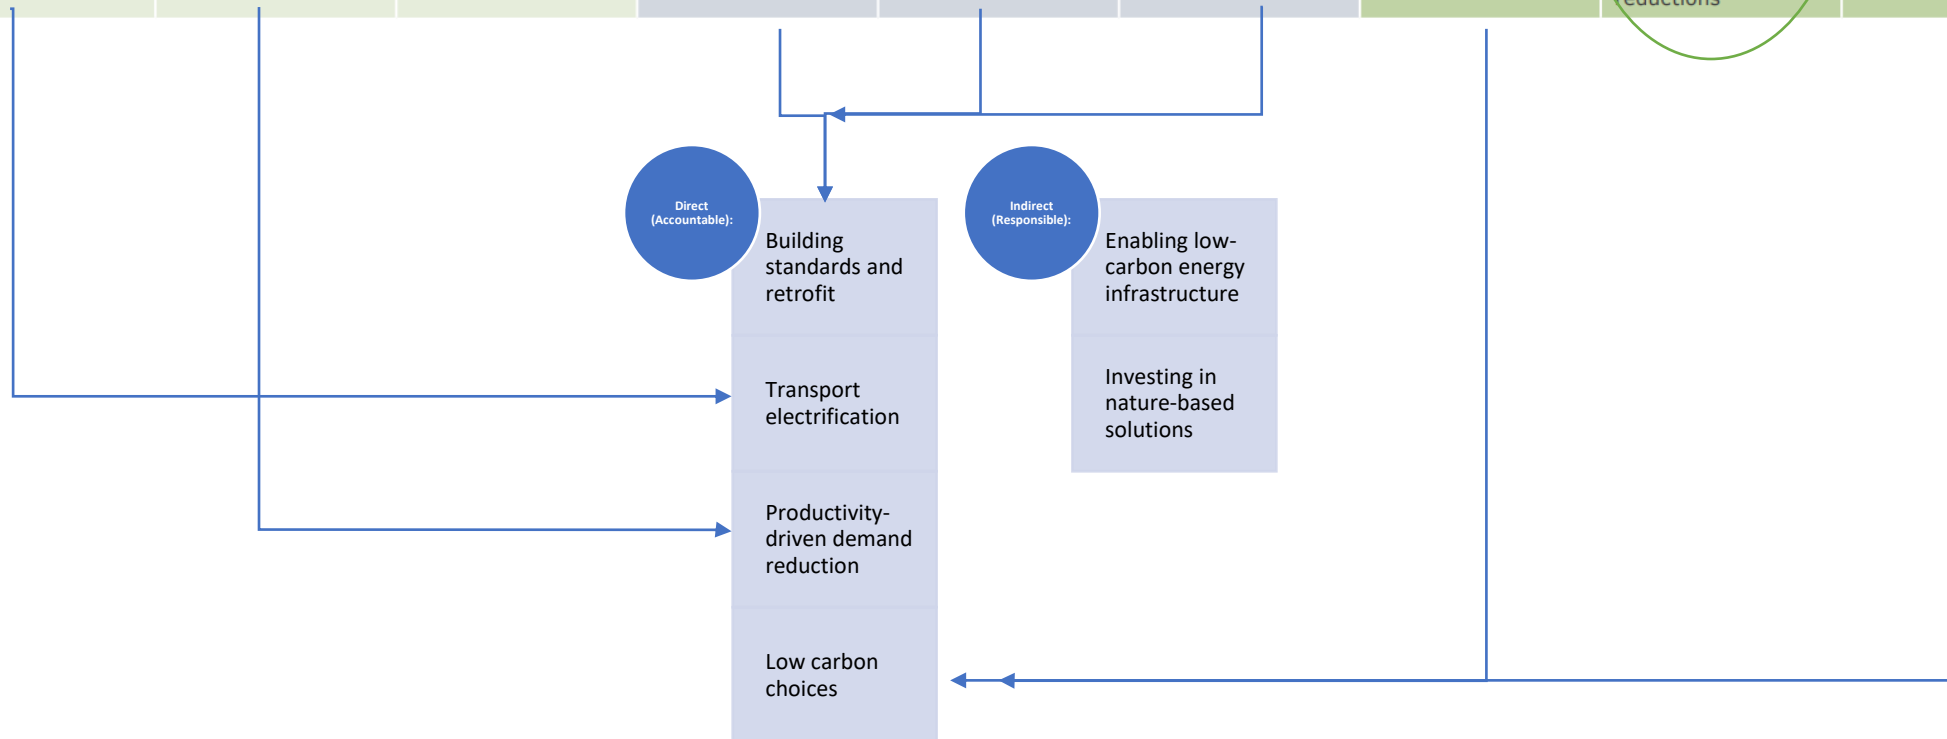 reductions
Direct
(Accountable):
Building
standards and
retrofit
Transport
electrification
Productivity-
driven demand
reduction
Low carbon
choices
Indirect
(Responsible):
Enabling low-
carbon energy
infrastructure
Investing in
nature-based
solutions